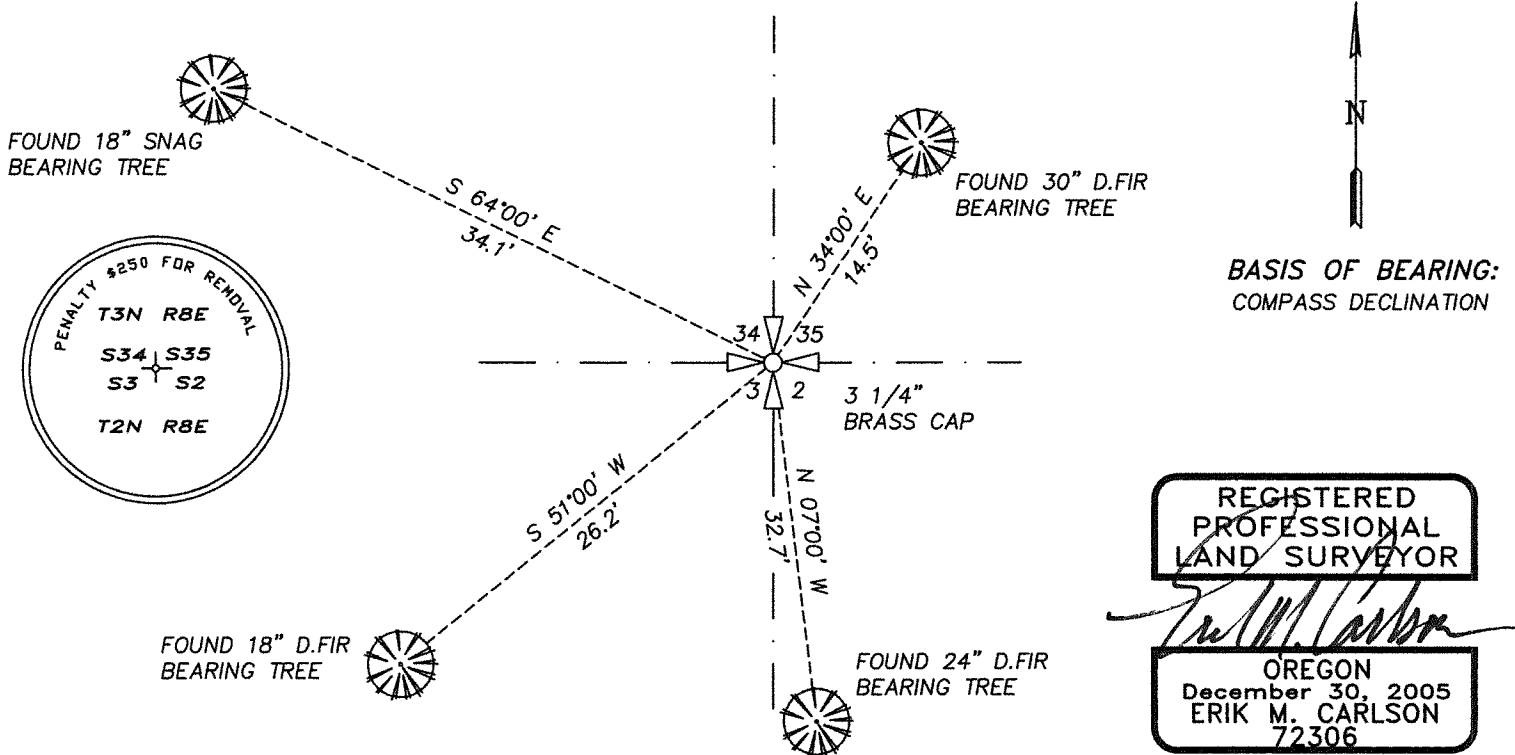 FOUND 18" SNAG
BEARING TREE
S 64°00' E
34.1'
N 34°00' E
14.5'
FOUND 30" D.FIR
BEARING TREE
N
BASIS OF BEARING:
COMPASS DECLINATION
PENALTY $250 FOR REMOVAL
T3N R8E
S34 S35
S3 S2
T2N R8E
34 35
3 2
3 1/4"
BRASS CAP
S 51°00' W
26.2'
N 07°00' W
32.7'
FOUND 18" D.FIR
BEARING TREE
FOUND 24" D.FIR
BEARING TREE
REGISTERED
PROFESSIONAL
LAND SURVEYOR
Erik M. Carlson
OREGON
December 30, 2005
ERIK M. CARLSON
72306